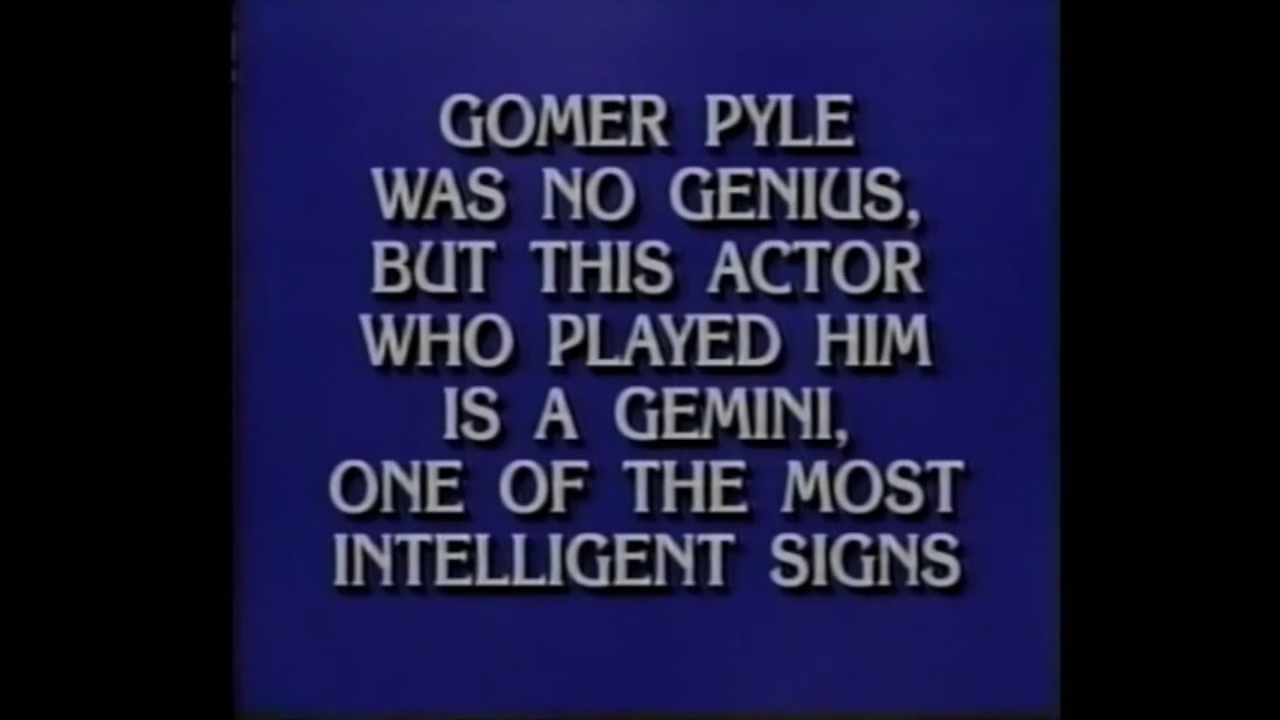 GOMER PYLE
WAS NO GENIUS,
BUT THIS ACTOR
WHO PLAYED HIM
IS A GEMINI,
ONE OF THE MOST
INTELLIGENT SIGNS